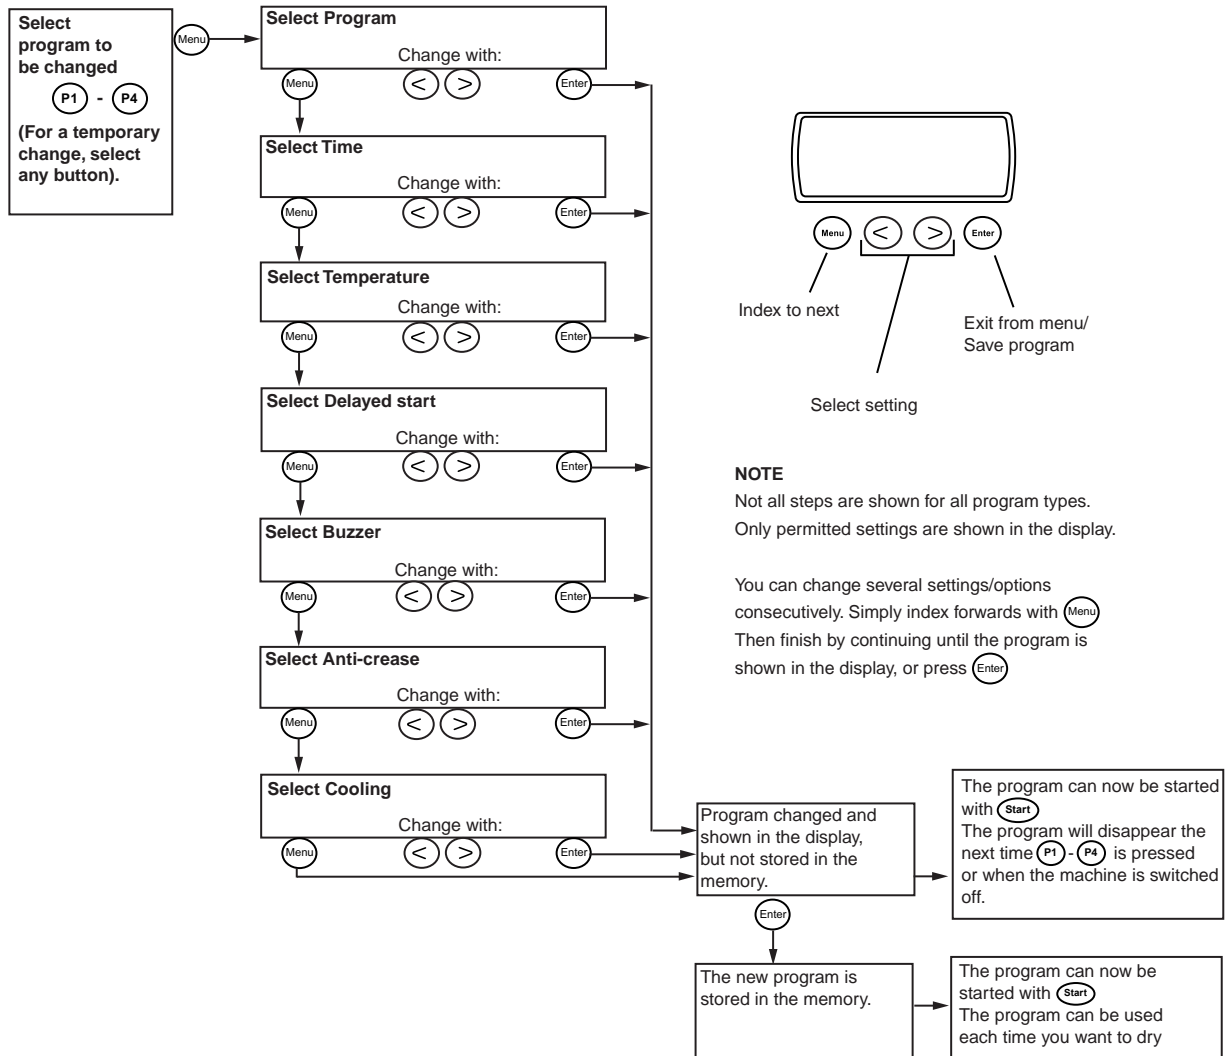 Select
program to
be changed
P1 - P4
(For a temporary
change, select
any button).
Menu
Select Program
Change with:
Menu < > Enter
Select Time
Change with:
Menu < > Enter
Select Temperature
Change with:
Menu < > Enter
Select Delayed start
Change with:
Menu < > Enter
Select Buzzer
Change with:
Menu < > Enter
Select Anti-crease
Change with:
Menu < > Enter
Select Cooling
Change with:
Menu < > Enter
Menu < > Enter
Index to next
Exit from menu/
Save program
Select setting
NOTE
Not all steps are shown for all program types.
Only permitted settings are shown in the display.
You can change several settings/options
consecutively. Simply index forwards with Menu
Then finish by continuing until the program is
shown in the display, or press Enter
Program changed and
shown in the display,
but not stored in the
memory.
The program can now be started
with Start
The program will disappear the
next time P1 - P4 is pressed
or when the machine is switched
off.
Enter
The new program is
stored in the memory.
The program can now be
started with Start
The program can be used
each time you want to dry